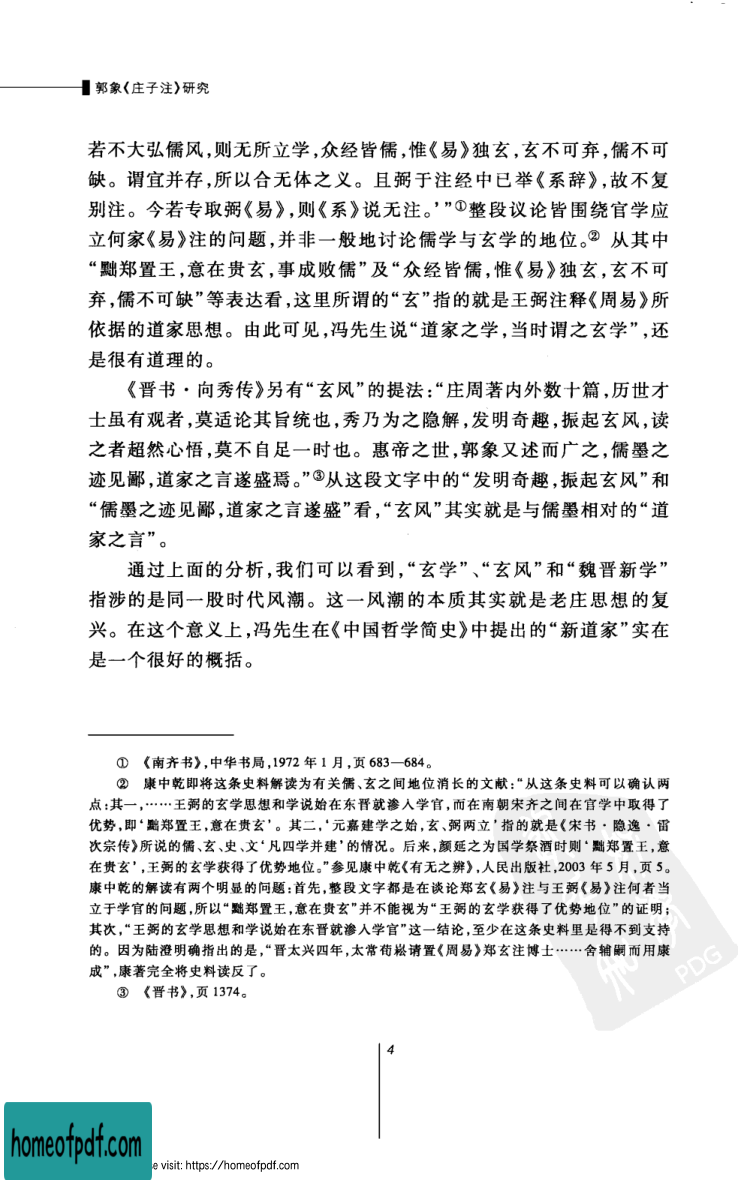 郭象《庄子注》研究
若不大弘儒风,则无所立学,众经皆儒,惟《易》独玄,玄不可弃,儒不可
缺。谓宜并存,所以合无体之义。且弼于注经中已举《系辞》,故不复
别注。今若专取弼《易》,则《系》说无注。’”①整段议论皆围绕官学应
立何家《易》注的问题,并非一般地讨论儒学与玄学的地位。② 从其中
“黜郑置王,意在贵玄,事成败儒”及“众经皆儒,惟《易》独玄,玄不可
弃,儒不可缺”等表达看,这里所谓的“玄”指的就是王弼注释《周易》所
依据的道家思想。由此可见,冯先生说“道家之学,当时谓之玄学”,还
是很有道理的。
《晋书·向秀传》另有“玄风”的提法:“庄周著内外数十篇,历世才
士虽有观者,莫适论其旨统也,秀乃为之隐解,发明奇趣,振起玄风,读
之者超然心悟,莫不自足一时也。惠帝之世,郭象又述而广之,儒墨之
迹见鄙,道家之言遂盛焉。”③从这段文字中的“发明奇趣,振起玄风”和
“儒墨之迹见鄙,道家之言遂盛”看,“玄风”其实就是与儒墨相对的“道
家之言”。
通过上面的分析,我们可以看到,“玄学”、“玄风”和“魏晋新学”
指涉的是同一股时代风潮。这一风潮的本质其实就是老庄思想的复
兴。在这个意义上,冯先生在《中国哲学简史》中提出的“新道家”实在
是一个很好的概括。
① 《南齐书》,中华书局,1972 年 1 月,页 683—684。
② 康中乾即将这条史料解读为有关儒、玄之间地位消长的文献:“从这条史料可以确认两
点:其一,……王弼的玄学思想和学说始在东晋就渗入学官,而在南朝宋齐之间在官学中取得了
优势,即‘黜郑置王,意在贵玄’。其二,‘元嘉建学之始,玄、弼两立’指的就是《宋书·隐逸·雷
次宗传》所说的儒、玄、史、文‘凡四学并建’的情况。后来,颜延之为国学祭酒时则‘黜郑置王,意
在贵玄’,王弼的玄学获得了优势地位。”参见康中乾《有无之辨》,人民出版社,2003 年 5 月,页 5。
康中乾的解读有两个明显的问题:首先,整段文字都是在谈论郑玄《易》注与王弼《易》注何者当
立于学官的问题,所以“黜郑置王,意在贵玄”并不能视为“王弼的玄学获得了优势地位”的证明;
其次,“王弼的玄学思想和学说始在东晋就渗入学官”这一结论,至少在这条史料里是得不到支持
的。因为陆澄明确指出的是,“晋太兴四年,太常荀崧请置《周易》郑玄注博士……舍辅嗣而用康
成”,康著完全将史料读反了。
③ 《晋书》,页 1374。
PDG
4
homeofpdf.com
e visit: https://homeofpdf.com